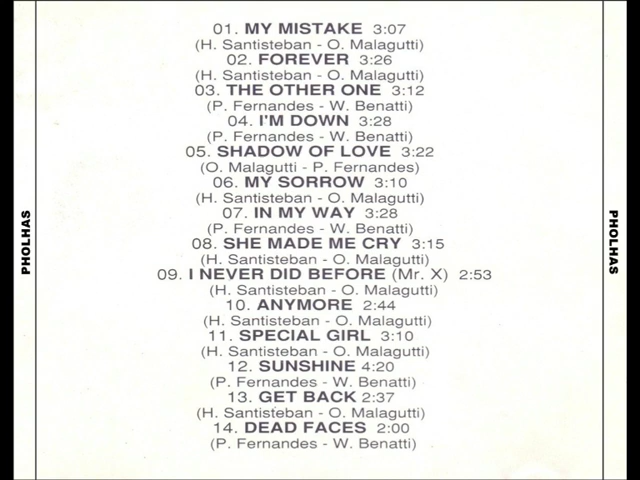 01. MY MISTAKE 3:07
(H. Santisteban - O. Malagutti)
02. FOREVER 3:26
(H. Santisteban - O. Malagutti)
03. THE OTHER ONE 3:12
(P. Fernandes - W. Benatti)
04. I'M DOWN 3:28
(P. Fernandes - W. Benatti)
05. SHADOW OF LOVE 3:22
(O. Malagutti - P. Fernandes)
06. MY SORROW 3:10
(H. Santisteban - O. Malagutti)
07. IN MY WAY 3:28
(P. Fernandes - W. Benatti)
08. SHE MADE ME CRY 3:15
(H. Santisteban - O. Malagutti)
09. I NEVER DID BEFORE (Mr. X) 2:53
(H. Santisteban - O. Malagutti)
10. ANYMORE 2:44
(H. Santisteban - O. Malagutti)
11. SPECIAL GIRL 3:10
(H. Santisteban - O. Malagutti)
12. SUNSHINE 4:20
(P. Fernandes - W. Benatti)
13. GET BACK 2:37
(H. Santisteban - O. Malagutti)
14. DEAD FACES 2:00
(P. Fernandes - W. Benatti)
PHOLHAS
PHOLHAS